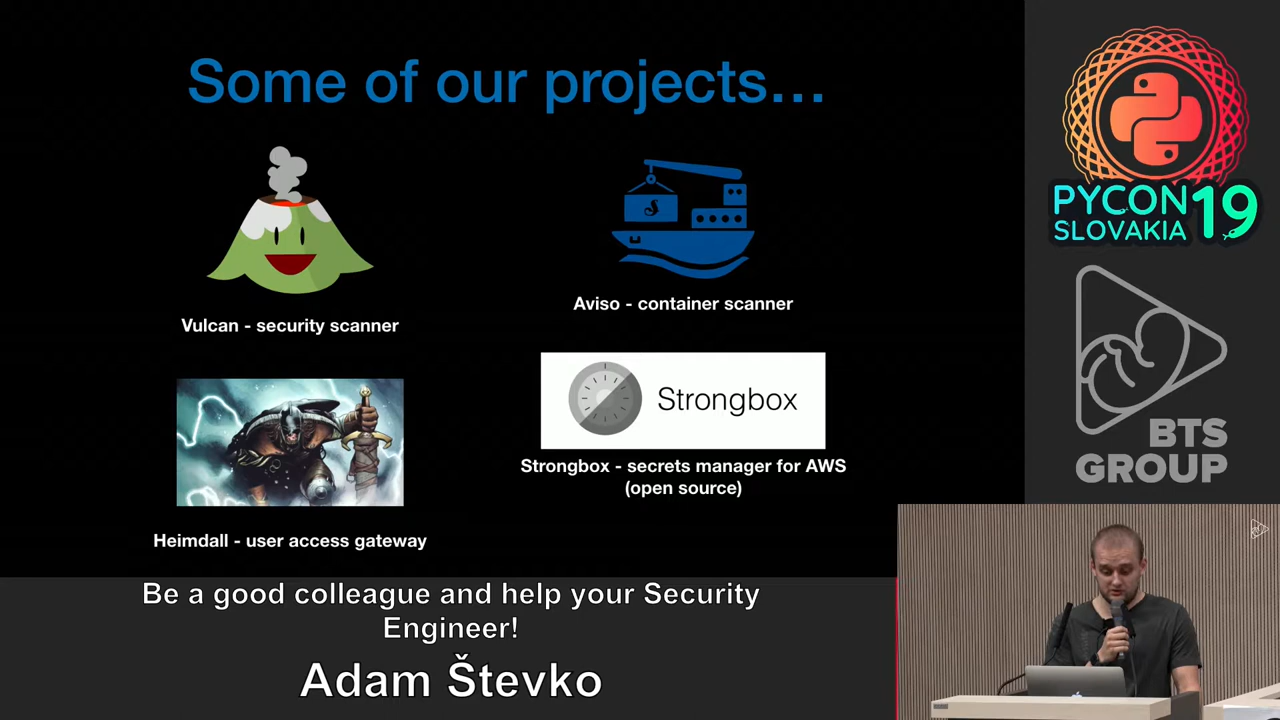 Some of our projects…
Vulcan - security scanner
Aviso - container scanner
Strongbox
Strongbox - secrets manager for AWS
(open source)
Heimdall - user access gateway
PYCON 19
SLOVAKIA
BTS
GROUP
Be a good colleague and help your Security
Engineer!
Adam Števko